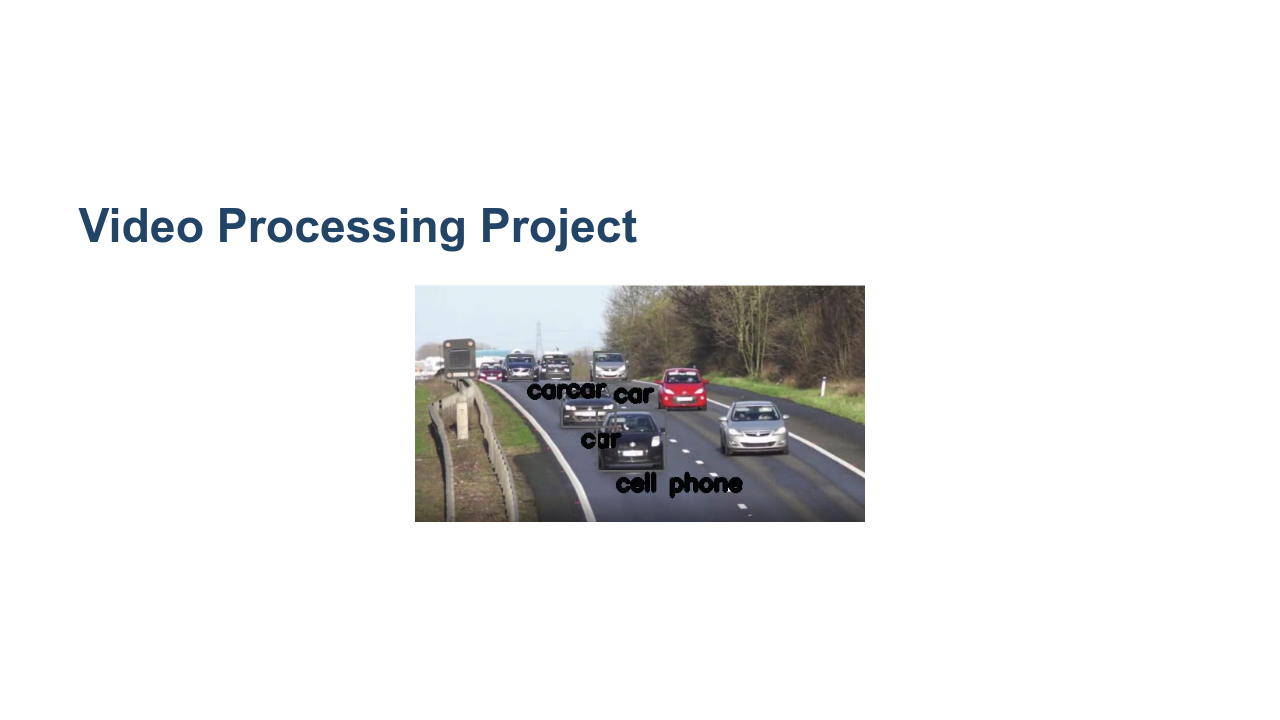 Video Processing Project
carcar car
car
cell phone